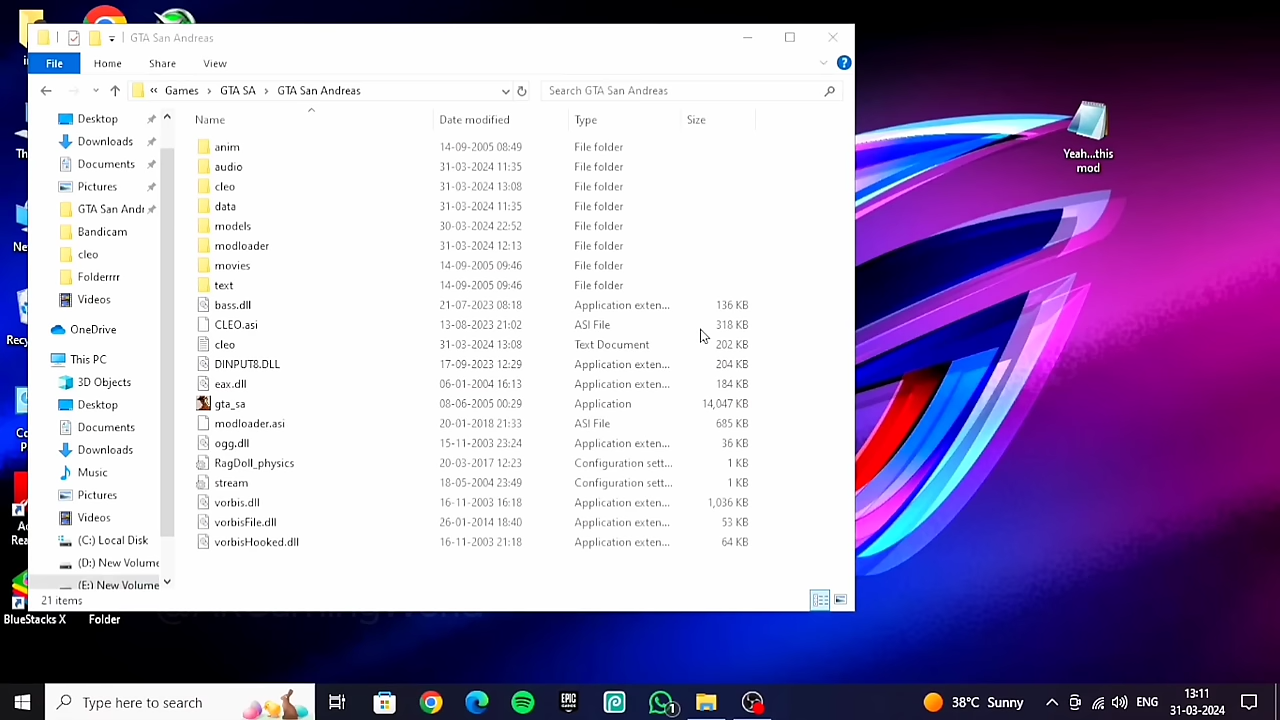 GTA San Andreas
File Home Share View
« Games > GTA SA > GTA San Andreas
Search GTA San Andreas
Name Date modified Type Size
Desktop
Downloads
Documents
Pictures
GTA San Andr
Bandicam
cleo
Folderrrr
Videos
OneDrive
This PC
3D Objects
Desktop
Documents
Downloads
Music
Pictures
Videos
(C:) Local Disk
(D:) New Volume
(E:) New Volume
anim 14-09-2005 08:49 File folder
audio 31-03-2024 11:35 File folder
cleo 31-03-2024 13:08 File folder
data 31-03-2024 11:35 File folder
models 30-03-2024 22:52 File folder
modloader 31-03-2024 12:13 File folder
movies 14-09-2005 09:46 File folder
text 14-09-2005 09:46 File folder
bass.dll 21-07-2023 08:18 Application exten... 136 KB
CLEO.asi 13-08-2023 21:02 ASI File 318 KB
cleo 31-03-2024 13:08 Text Document 202 KB
DINPUT8.DLL 17-09-2023 12:29 Application exten... 204 KB
eax.dll 06-01-2004 16:13 Application exten... 184 KB
gta_sa 08-06-2005 00:29 Application 14,047 KB
modloader.asi 20-01-2018 21:33 ASI File 685 KB
ogg.dll 15-11-2003 23:24 Application exten... 36 KB
RagDoll_physics 20-03-2017 12:23 Configuration sett... 1 KB
stream 18-05-2004 23:49 Configuration sett... 1 KB
vorbis.dll 16-11-2003 16:18 Application exten... 1,036 KB
vorbisFile.dll 26-01-2014 18:40 Application exten... 53 KB
vorbisHooked.dll 16-11-2003 21:18 Application exten... 64 KB
21 items
Yeah...this
mod
BlueStacks X Folder
Type here to search
EPIC
GAMES
1
38°C Sunny
ENG
13:11
31-03-2024